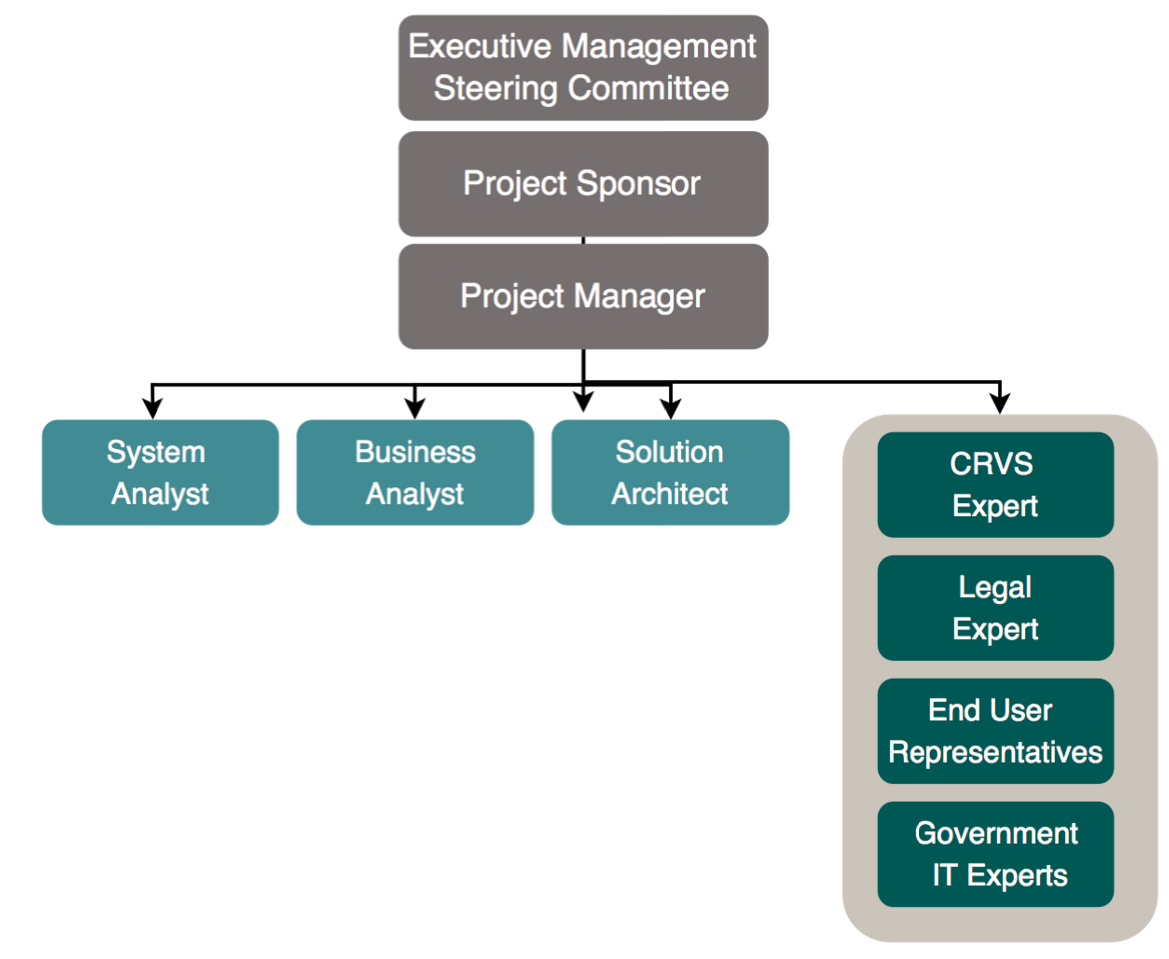 Executive Management
Steering Committee
Project Sponsor
Project Manager
System
Analyst
Business
Analyst
Solution
Architect
CRVS
Expert
Legal
Expert
End User
Representatives
Government
IT Experts